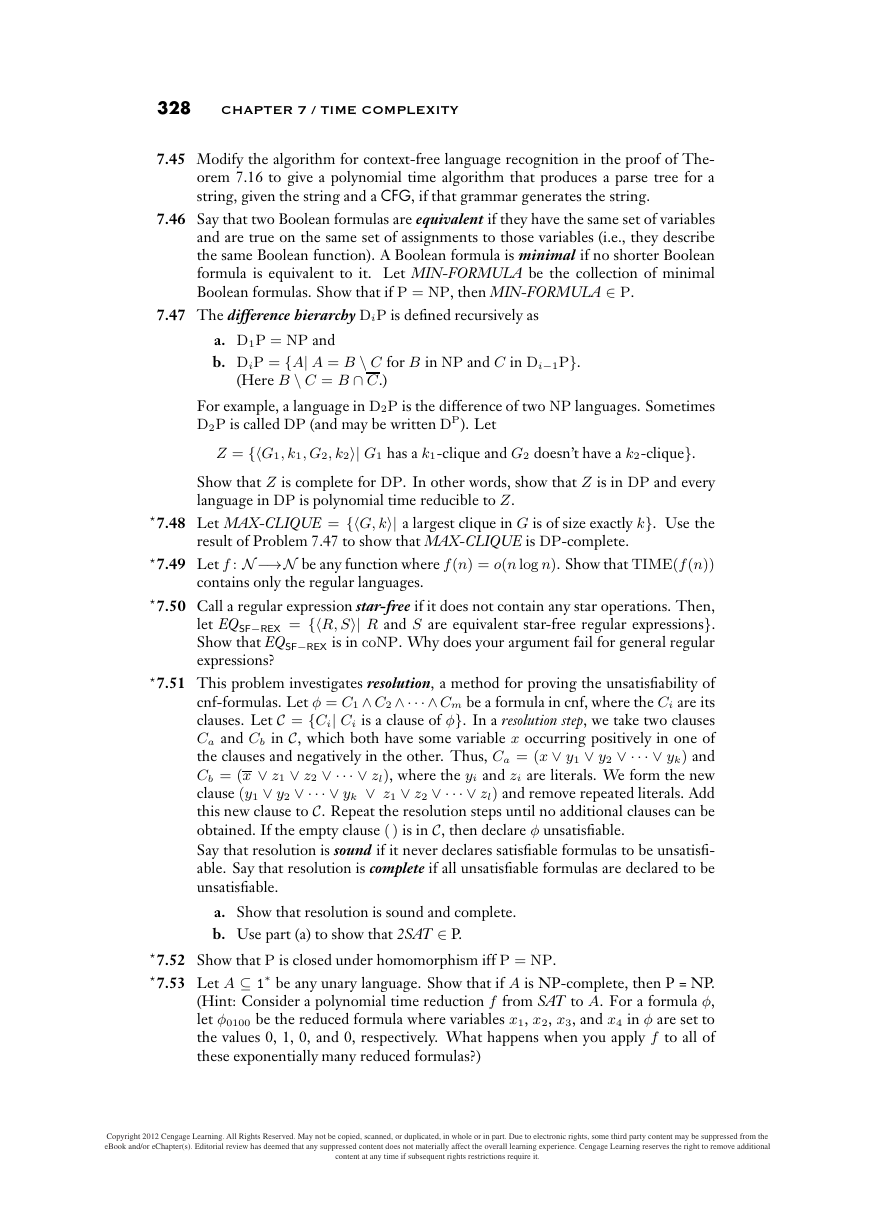 328 CHAPTER 7 / TIME COMPLEXITY
7.45 Modify the algorithm for context-free language recognition in the proof of The-
orem 7.16 to give a polynomial time algorithm that produces a parse tree for a
string, given the string and a CFG, if that grammar generates the string.
7.46 Say that two Boolean formulas are equivalent if they have the same set of variables
and are true on the same set of assignments to those variables (i.e., they describe
the same Boolean function). A Boolean formula is minimal if no shorter Boolean
formula is equivalent to it. Let MIN-FORMULA be the collection of minimal
Boolean formulas. Show that if P = NP, then MIN-FORMULA ∈ P.
7.47 The difference hierarchy DᵢP is defined recursively as
a. D₁P = NP and
b. DᵢP = {A| A = B \ C for B in NP and C in Dᵢ₋₁P}.
(Here B \ C = B ∩ C̅.)
For example, a language in D₂P is the difference of two NP languages. Sometimes
D₂P is called DP (and may be written Dᴾ). Let
Z = {⟨G₁, k₁, G₂, k₂⟩| G₁ has a k₁-clique and G₂ doesn't have a k₂-clique}.
Show that Z is complete for DP. In other words, show that Z is in DP and every
language in DP is polynomial time reducible to Z.
⋆7.48 Let MAX-CLIQUE = {⟨G, k⟩| a largest clique in G is of size exactly k}. Use the
result of Problem 7.47 to show that MAX-CLIQUE is DP-complete.
⋆7.49 Let f : N⟶N be any function where f(n) = o(n log n). Show that TIME(f(n))
contains only the regular languages.
⋆7.50 Call a regular expression star-free if it does not contain any star operations. Then,
let EQ_SF−REX = {⟨R, S⟩| R and S are equivalent star-free regular expressions}.
Show that EQ_SF−REX is in coNP. Why does your argument fail for general regular
expressions?
⋆7.51 This problem investigates resolution, a method for proving the unsatisfiability of
cnf-formulas. Let ϕ = C₁ ∧ C₂ ∧ · · · ∧ Cₘ be a formula in cnf, where the Cᵢ are its
clauses. Let C = {Cᵢ| Cᵢ is a clause of ϕ}. In a resolution step, we take two clauses
Cₐ and C_b in C, which both have some variable x occurring positively in one of
the clauses and negatively in the other. Thus, Cₐ = (x ∨ y₁ ∨ y₂ ∨ · · · ∨ yₖ) and
C_b = (x̅ ∨ z₁ ∨ z₂ ∨ · · · ∨ zₗ), where the yᵢ and zᵢ are literals. We form the new
clause (y₁ ∨ y₂ ∨ · · · ∨ yₖ ∨ z₁ ∨ z₂ ∨ · · · ∨ zₗ) and remove repeated literals. Add
this new clause to C. Repeat the resolution steps until no additional clauses can be
obtained. If the empty clause ( ) is in C, then declare ϕ unsatisfiable.
Say that resolution is sound if it never declares satisfiable formulas to be unsatisfi-
able. Say that resolution is complete if all unsatisfiable formulas are declared to be
unsatisfiable.
a. Show that resolution is sound and complete.
b. Use part (a) to show that 2SAT ∈ P.
⋆7.52 Show that P is closed under homomorphism iff P = NP.
⋆7.53 Let A ⊆ 1* be any unary language. Show that if A is NP-complete, then P = NP.
(Hint: Consider a polynomial time reduction f from SAT to A. For a formula ϕ,
let ϕ₀₁₀₀ be the reduced formula where variables x₁, x₂, x₃, and x₄ in ϕ are set to
the values 0, 1, 0, and 0, respectively. What happens when you apply f to all of
these exponentially many reduced formulas?)
Copyright 2012 Cengage Learning. All Rights Reserved. May not be copied, scanned, or duplicated, in whole or in part. Due to electronic rights, some third party content may be suppressed from the
eBook and/or eChapter(s). Editorial review has deemed that any suppressed content does not materially affect the overall learning experience. Cengage Learning reserves the right to remove additional
content at any time if subsequent rights restrictions require it.